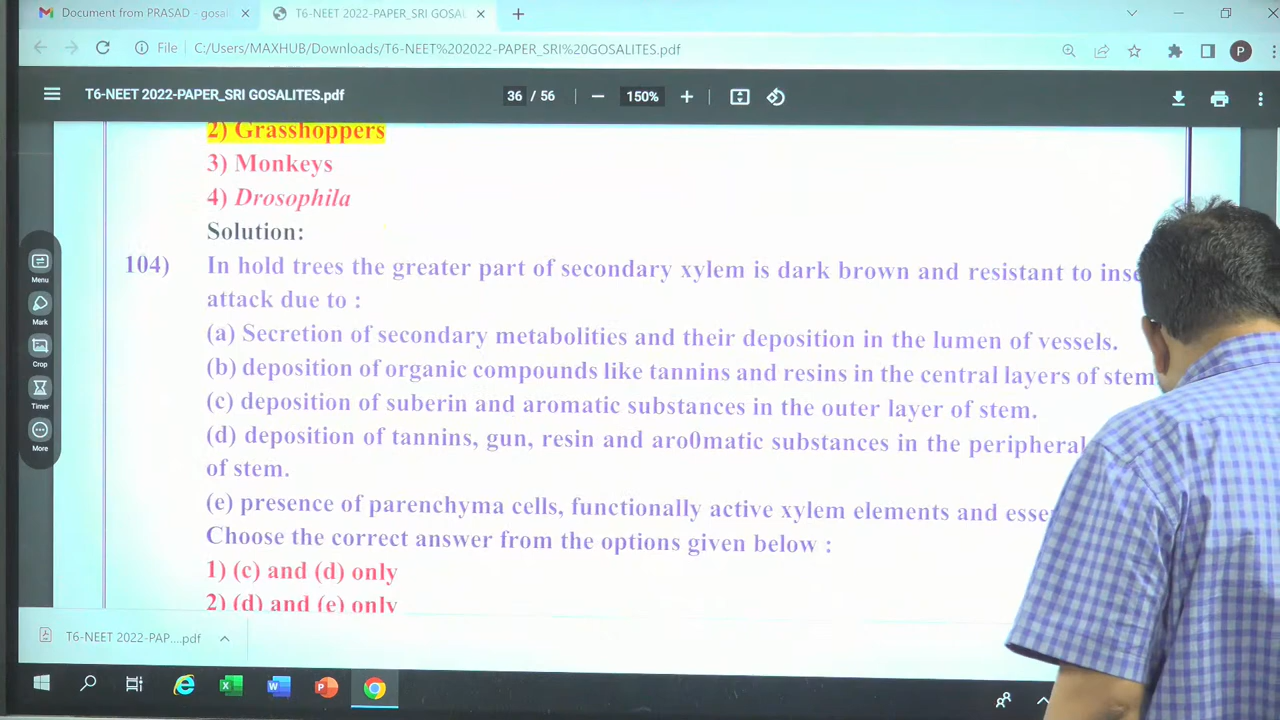 Document from PRASAD - gosal
T6-NEET 2022-PAPER_SRI GOSAL
File
C:/Users/MAXHUB/Downloads/T6-NEET%202022-PAPER_SRI%20GOSALITES.pdf
P
T6-NEET 2022-PAPER_SRI GOSALITES.pdf
36 / 56
150%
2) Grasshoppers
3) Monkeys
4) Drosophila
Solution:
104) In hold trees the greater part of secondary xylem is dark brown and resistant to inse
attack due to :
(a) Secretion of secondary metabolities and their deposition in the lumen of vessels.
(b) deposition of organic compounds like tannins and resins in the central layers of stem
(c) deposition of suberin and aromatic substances in the outer layer of stem.
(d) deposition of tannins, gun, resin and aro0matic substances in the peripheral
of stem.
(e) presence of parenchyma cells, functionally active xylem elements and esse
Choose the correct answer from the options given below :
1) (c) and (d) only
2) (d) and (e) only
Menu
Mark
Crop
Timer
More
T6-NEET 2022-PAP....pdf